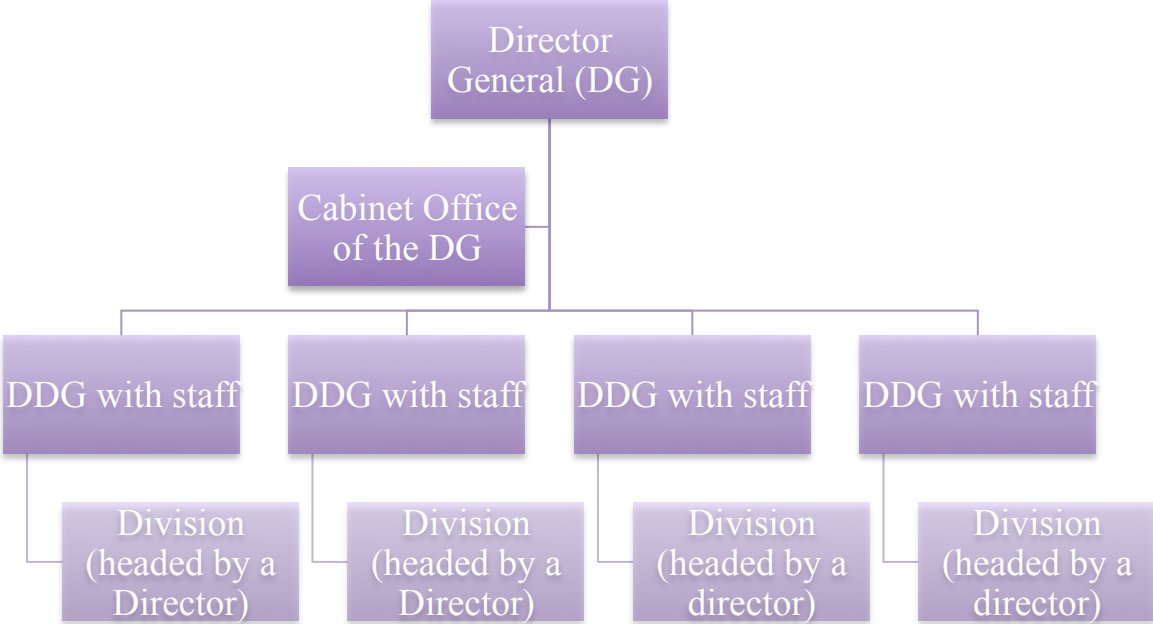 Director
General (DG)
Cabinet Office
of the DG
DDG with staff
DDG with staff
DDG with staff
DDG with staff
Division
(headed by a
Director)
Division
(headed by a
Director)
Division
(headed by a
director)
Division
(headed by a
director)